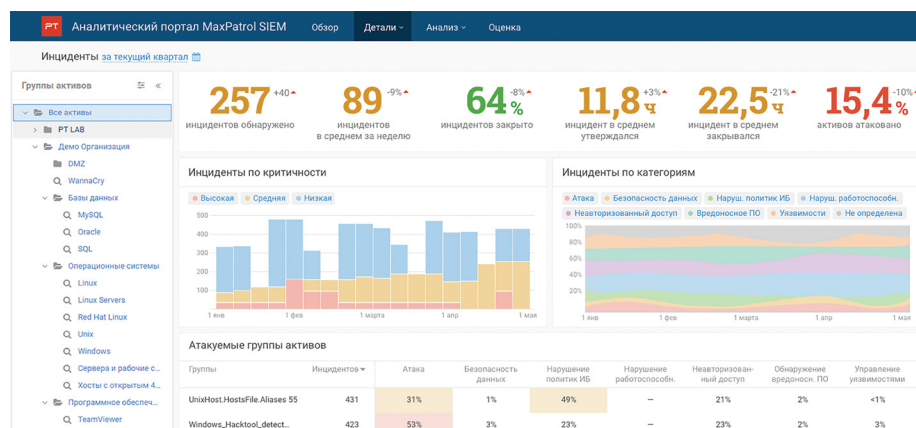 PT Аналитический портал MaxPatrol SIEM Обзор Детали Анализ Оценка
Инциденты за текущий квартал
Группы активов
Все активы
PT LAB
Демо Организация
DMZ
WannaCry
Базы данных
MySQL
Oracle
SQL
Операционные системы
Linux
Linux Servers
Red Hat Linux
Unix
Windows
Сервера и рабочие с...
Хосты с открытым 4...
Программное обеспеч...
TeamViewer
257 +40
инцидентов обнаружено
89 -9%
инцидентов
в среднем за неделю
64% -8%
инцидентов закрыто
11,8 ч +3%
инцидент в среднем
утверждался
22,5 ч -21%
инцидент в среднем
закрывался
15,4% -10%
активов атаковано
Инциденты по критичности
Высокая Средняя Низкая
500
400
300
200
100
1 янв 1 фев 1 марта 1 апр 1 мая
Инциденты по категориям
Атака Безопасность данных Наруш. политик ИБ Наруш. работоспособн.
Неавторизованный доступ Вредоносное ПО Уязвимости Не определена
100%
80%
60%
40%
20%
1 янв 1 фев 1 марта 1 апр 1 мая
Атакуемые группы активов
Группы Инцидентов Атака Безопасность Нарушение Нарушение Неавторизован- Обнаружение Управление
данных политик ИБ работоспособн. ный доступ вредоносн. ПО уязвимостями
UnixHost.HostsFile.Aliases 55 431 31% 1% 49% – 21% 2% <1%
Windows_Hacktool_detect... 423 53% 3% 23% – 23% 2% 3%